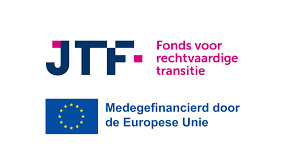 JTF
Fonds voor
rechtvaardige
transitie
Medegefinancierd door
de Europese Unie